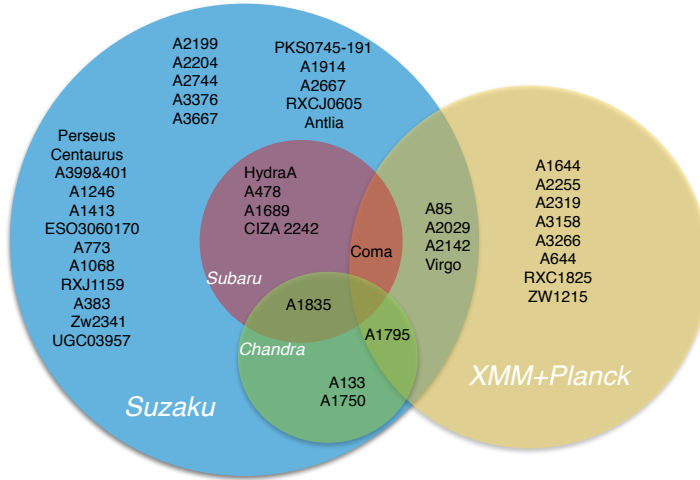 A2199
A2204
A2744
A3376
A3667
PKS0745-191
A1914
A2667
RXCJ0605
Antlia
Perseus
Centaurus
A399&401
A1246
A1413
ESO3060170
A773
A1068
RXJ1159
A383
Zw2341
UGC03957
HydraA
A478
A1689
CIZA 2242
Subaru
Coma
A85
A2029
A2142
Virgo
A1644
A2255
A2319
A3158
A3266
A644
RXC1825
ZW1215
A1835
A1795
Chandra
A133
A1750
Suzaku
XMM+Planck